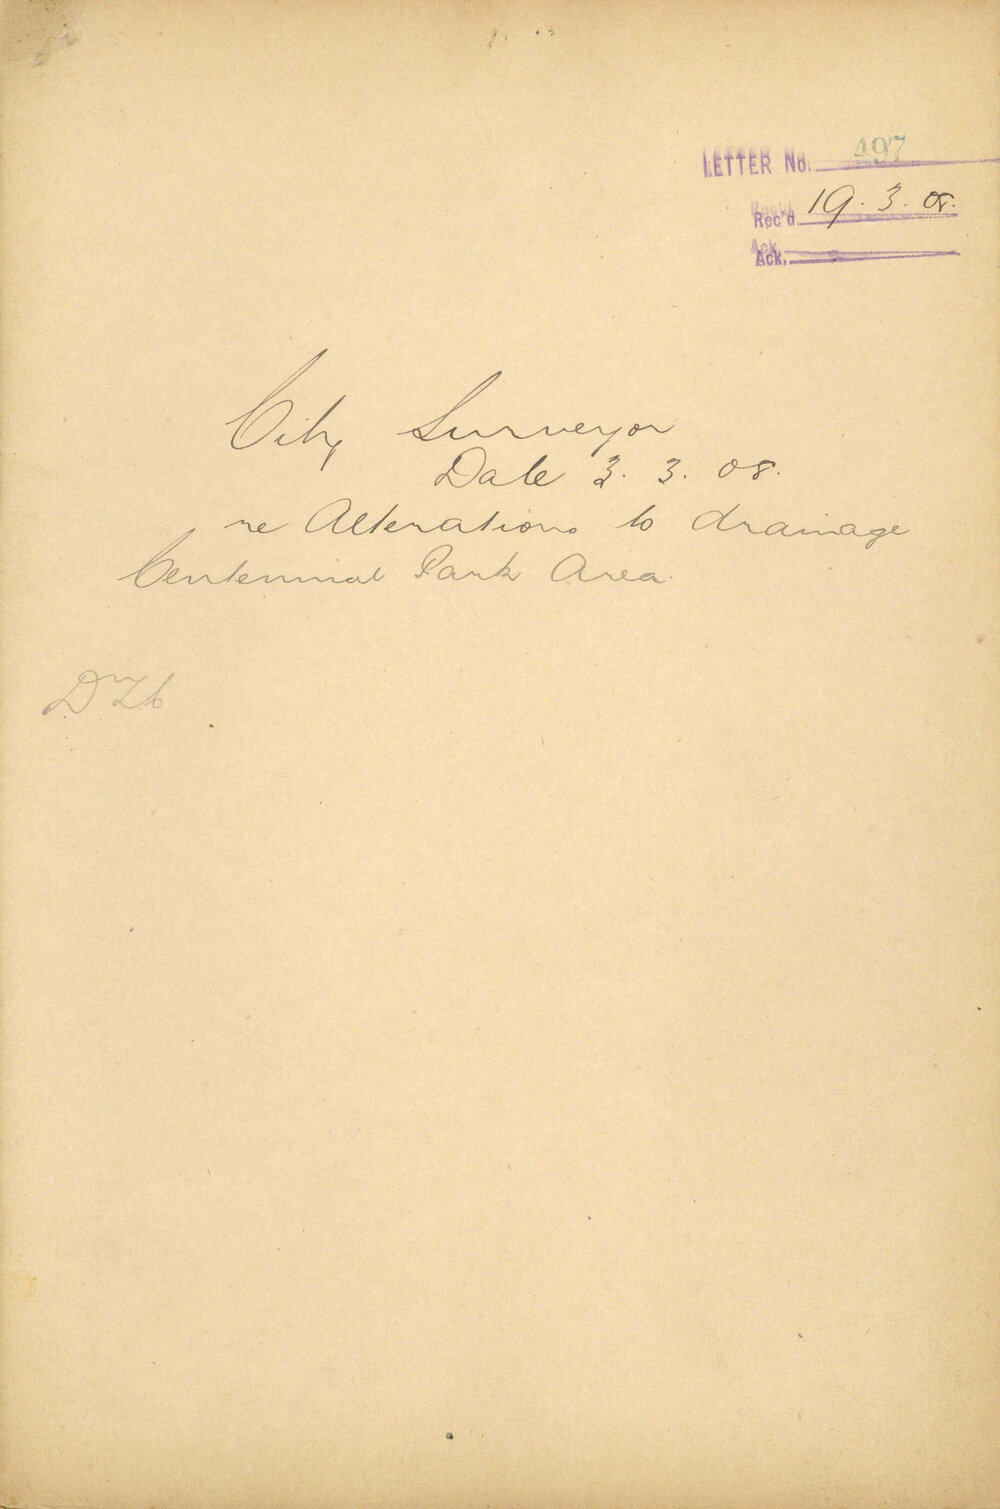 LETTER No. 497
Rec'd 19.3.08.
Ack.
City Surveyor
Date 3.3.08.
re Alterations to drainage
Centennial Park Area.